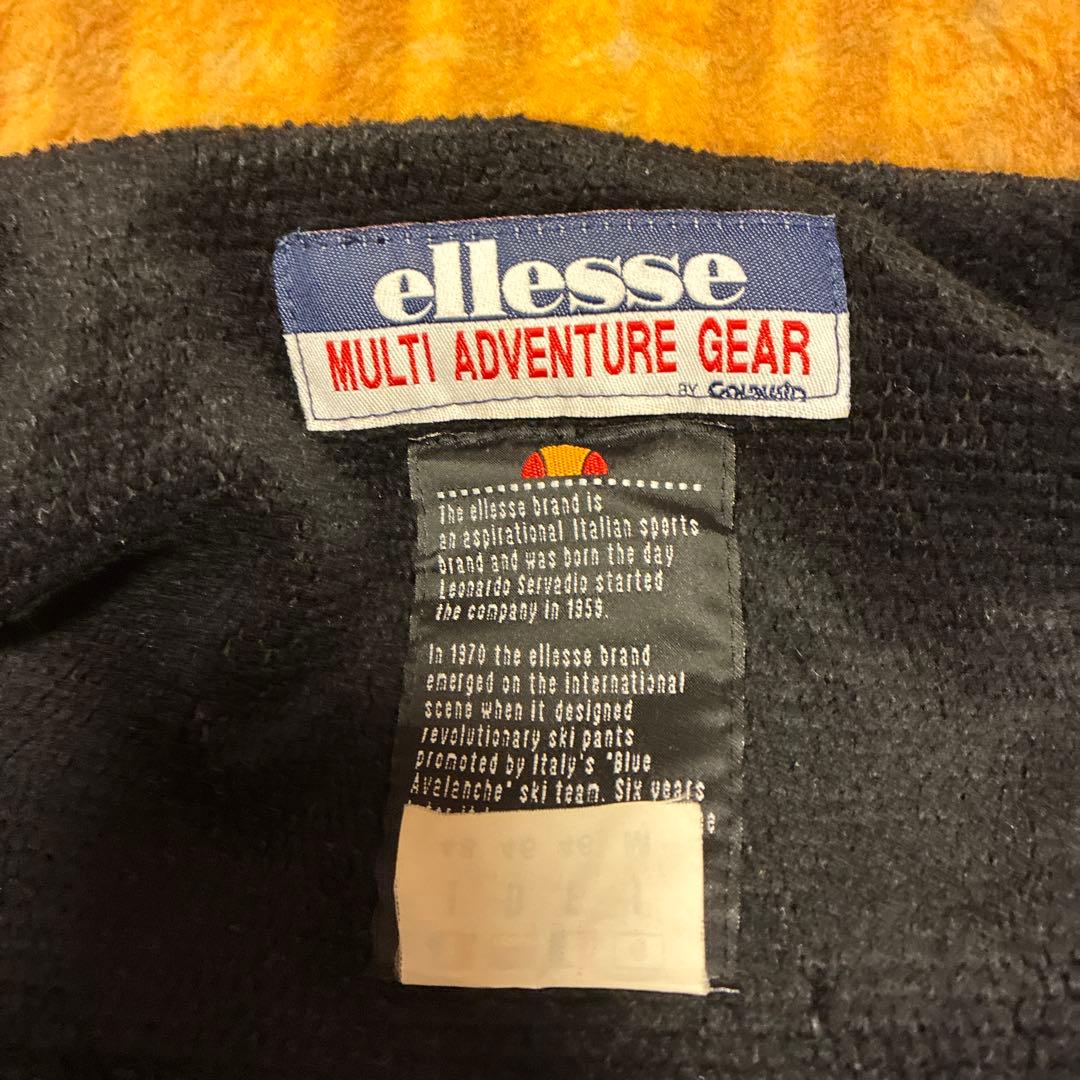 ellesse
MULTI ADVENTURE GEAR
BY GOLDWIN
The ellesse brand is
an aspirational Italian sports
brand and was born the day
Leonardo Servadio started
the company in 1959.
In 1970 the ellesse brand
emerged on the international
scene when it designed
revolutionary ski pants
promoted by Italy's "Blue
Avalanche" ski team. Six years